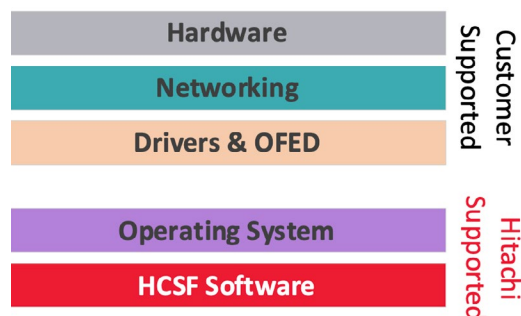 Hardware
Networking
Drivers & OFED
Customer
Supported
Operating System
HCSF Software
Hitachi
Supported